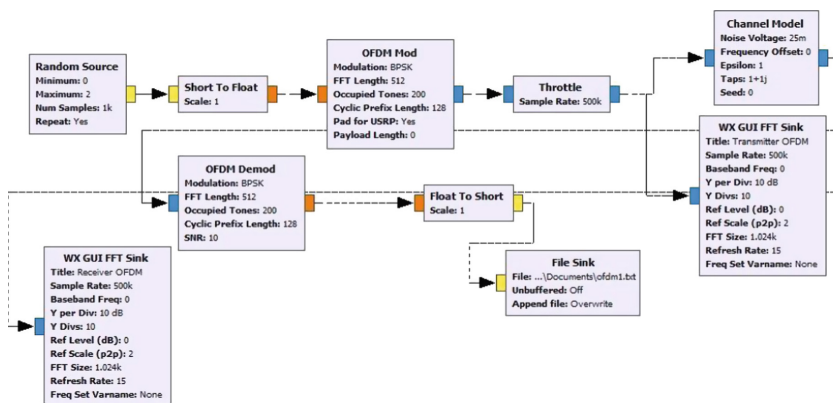 Random Source
Minimum: 0
Maximum: 2
Num Samples: 1k
Repeat: Yes
Short To Float
Scale: 1
OFDM Mod
Modulation: BPSK
FFT Length: 512
Occupied Tones: 200
Cyclic Prefix Length: 128
Pad for USRP: Yes
Payload Length: 0
Throttle
Sample Rate: 500k
Channel Model
Noise Voltage: 25m
Frequency Offset: 0
Epsilon: 1
Taps: 1+1j
Seed: 0
WX GUI FFT Sink
Title: Transmitter OFDM
Sample Rate: 500k
Baseband Freq: 0
Y per Div: 10 dB
Y Divs: 10
Ref Level (dB): 0
Ref Scale (p2p): 2
FFT Size: 1.024k
Refresh Rate: 15
Freq Set Varname: None
OFDM Demod
Modulation: BPSK
FFT Length: 512
Occupied Tones: 200
Cyclic Prefix Length: 128
SNR: 10
Float To Short
Scale: 1
File Sink
File: ...\Documents\ofdm1.txt
Unbuffered: Off
Append file: Overwrite
WX GUI FFT Sink
Title: Receiver OFDM
Sample Rate: 500k
Baseband Freq: 0
Y per Div: 10 dB
Y Divs: 10
Ref Level (dB): 0
Ref Scale (p2p): 2
FFT Size: 1.024k
Refresh Rate: 15
Freq Set Varname: None